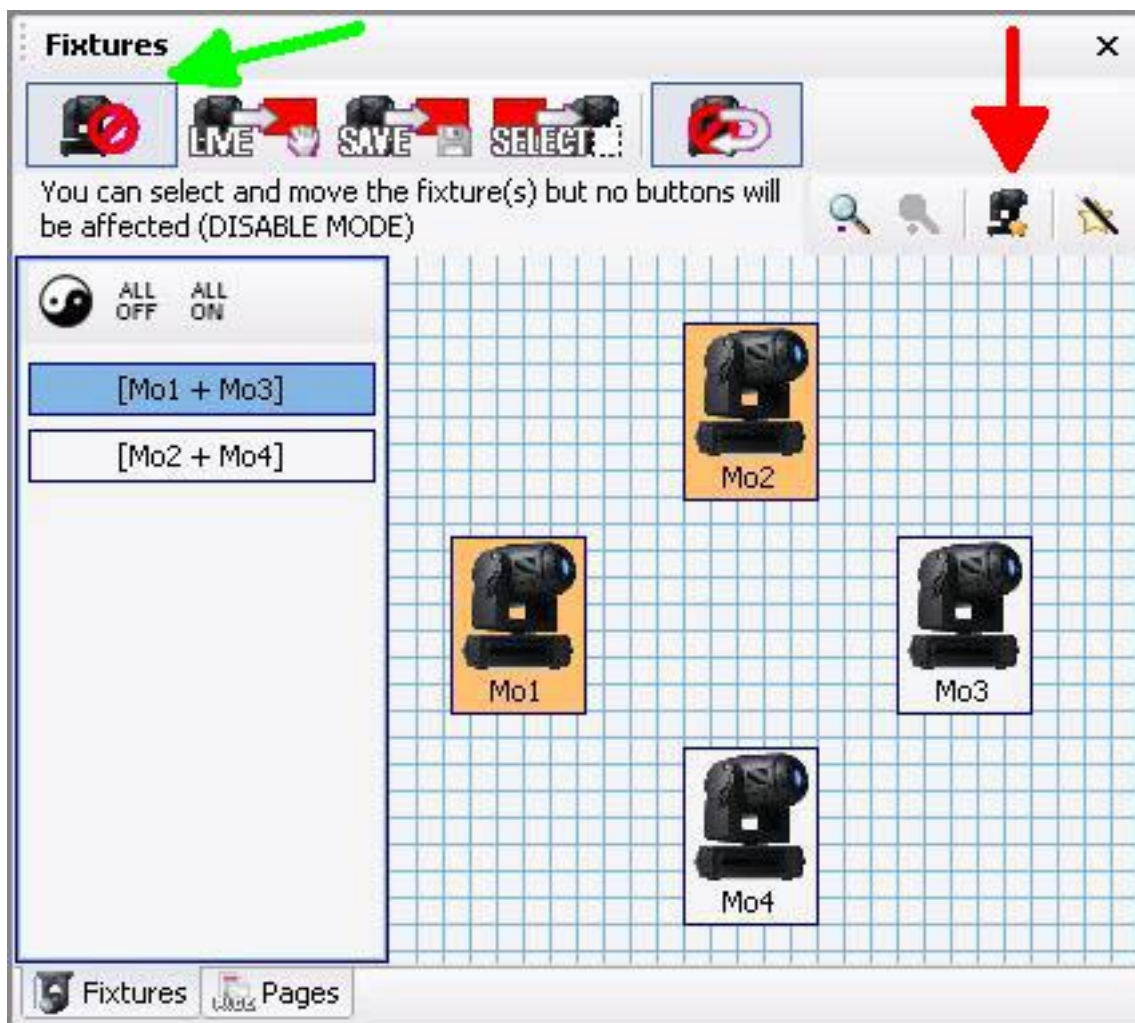 Fixtures
LIVE SAVE SELECT
You can select and move the fixture(s) but no buttons will
be affected (DISABLE MODE)
ALL OFF
ALL ON
[Mo1 + Mo3]
[Mo2 + Mo4]
Mo2
Mo1
Mo3
Mo4
Fixtures
Pages